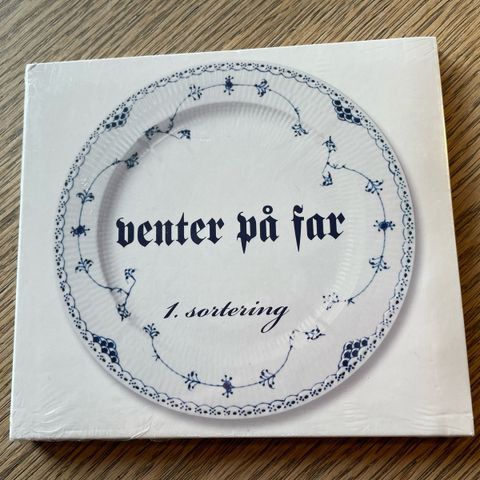 venter på far
1. sortering